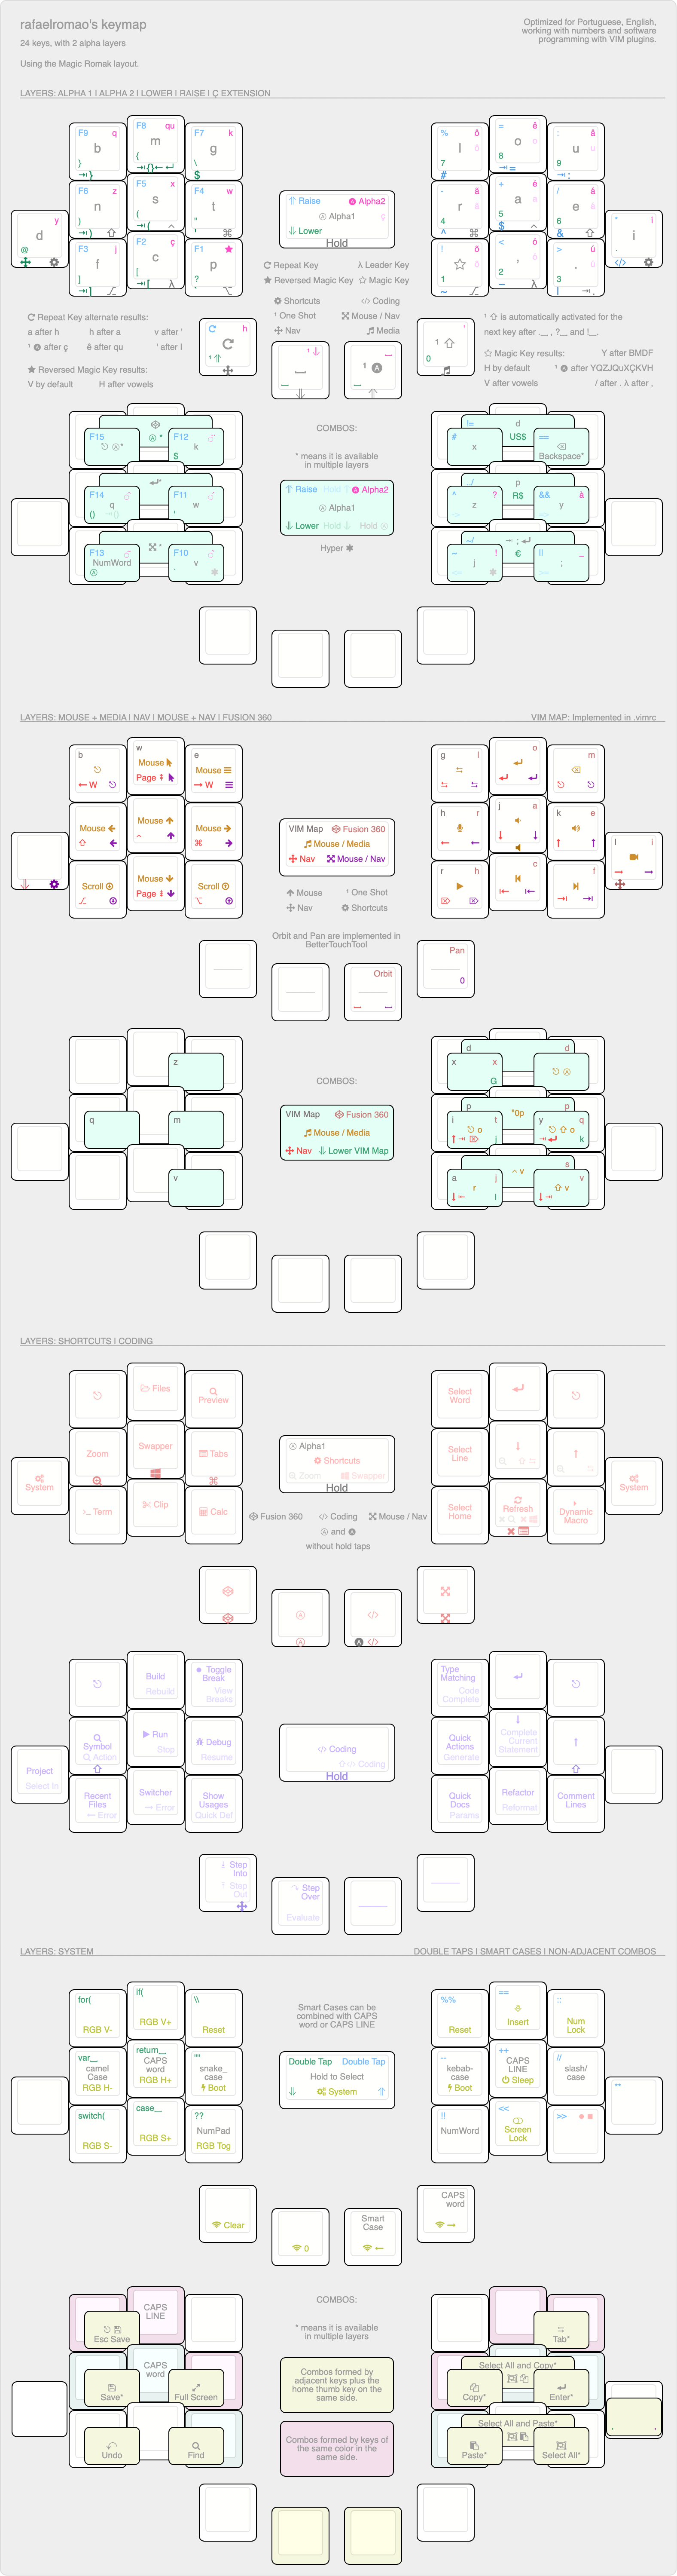 rafaelromao's keymap
24 keys, with 2 alpha layers
Using the Magic Romak layout.
Optimized for Portuguese, English,
working with numbers and software
programming with VIM plugins.
LAYERS: ALPHA 1 | ALPHA 2 | LOWER | RAISE | Ç EXTENSION
F9 q
b
}
F8 qu
m
{
F7 k
g
\
$
F6 z
n
)
F5 x
s
(
F4 w
t
"
'
y
d
@
F3 j
f
]
F2 ç
c
[
F1 ★
p
?
`
Raise Alpha2
Alpha1 ç
Lower
Hold
Repeat Key λ Leader Key
Reversed Magic Key Magic Key
Shortcuts Coding
One Shot Mouse / Nav
Nav Media
% ô
l
7
#
= ê
o
8
: â
u
9
- ã
r
4
^
+ é
a
5
$
/ á
e
6
&
* i
i
! õ
1
~
< ó
,
2
> ú
.
3
|
Repeat Key alternate results:
a after h h after a v after '
after ç ê after qu ' after l
Reversed Magic Key results:
V by default H after vowels
h
'
0
is automatically activated for the
next key after .__ , ?__ and !__.
Magic Key results: Y after BMDF
H by default after YQZJQuXÇKVH
V after vowels / after . λ after ,
COMBOS:
* means it is available
in multiple layers
Raise Hold Alpha2
Alpha1
Lower Hold Hold
Hyper
F15
F12
k
$
F14
q
()
F11
w
F13
NumWord
F10
!=
US$
d
#
x
==
Backspace*
p
R$
^ ?
z
&& à
y
~/
€
~ !
j
|| _
;
LAYERS: MOUSE + MEDIA | NAV | MOUSE + NAV | FUSION 360
VIM MAP: Implemented in .vimrc
b
← W
w
Mouse
Page
e
Mouse
→ W
Mouse
Mouse
Mouse
Scroll
Mouse
Page
Scroll
VIM Map Fusion 360
Mouse / Media
Nav Mouse / Nav
Mouse One Shot
Nav Shortcuts
Orbit and Pan are implemented in
BetterTouchTool
g l
o
m
h r
j a
k e
l i
r h
c
f
Orbit
Pan
0
COMBOS:
VIM Map Fusion 360
Mouse / Media
Nav Lower VIM Map
z
q
m
v
d d
x x
G
p p
"0p
i t
o
j
y q
o
k
s
v
a j
r
l
v
v
LAYERS: SHORTCUTS | CODING
Files
Preview
Zoom
Swapper
Tabs
System
Term
Clip
Calc
Alpha1
Shortcuts
Zoom Swapper
Hold
Fusion 360 Coding Mouse / Nav
and
without hold taps
Select
Word
Select
Line
Select
Home
Refresh
Dynamic
Macro
System
Build
Rebuild
Toggle
Break
View
Breaks
Symbol
Action
Run
Stop
Debug
Resume
Project
Select In
Recent
Files
← Error
Switcher
→ Error
Show
Usages
Quick Def
Coding
Coding
Hold
Type
Matching
Code
Complete
Quick
Actions
Generate
Complete
Current
Statement
Quick
Docs
Params
Refactor
Reformat
Comment
Lines
Step
Into
Step
Out
Step
Over
Evaluate
LAYERS: SYSTEM
DOUBLE TAPS | SMART CASES | NON-ADJACENT COMBOS
for(
RGB V-
if(
RGB V+
\\
Reset
var__
camel
Case
RGB H-
return__
CAPS
word
RGB H+
""
snake_
case
Boot
switch(
RGB S-
case__
RGB S+
??
NumPad
RGB Tog
Smart Cases can be
combined with CAPS
word or CAPS LINE
Double Tap Double Tap
Hold to Select
System
%%
Reset
==
Insert
::
Num
Lock
--
kebab-
case
Boot
++
CAPS
LINE
Sleep
//
slash/
case
**
!!
NumWord
<<
Screen
Lock
>>
Clear
0
Smart
Case
CAPS
word
COMBOS:
* means it is available
in multiple layers
Combos formed by
adjacent keys plus the
home thumb key on the
same side.
Combos formed by keys of
the same color in the
same side.
CAPS
LINE
Esc Save
CAPS
word
Save*
Full Screen
Undo
Find
Tab*
Select All and Copy*
Copy*
Enter*
Select All and Paste*
Paste*
Select All*
, ,